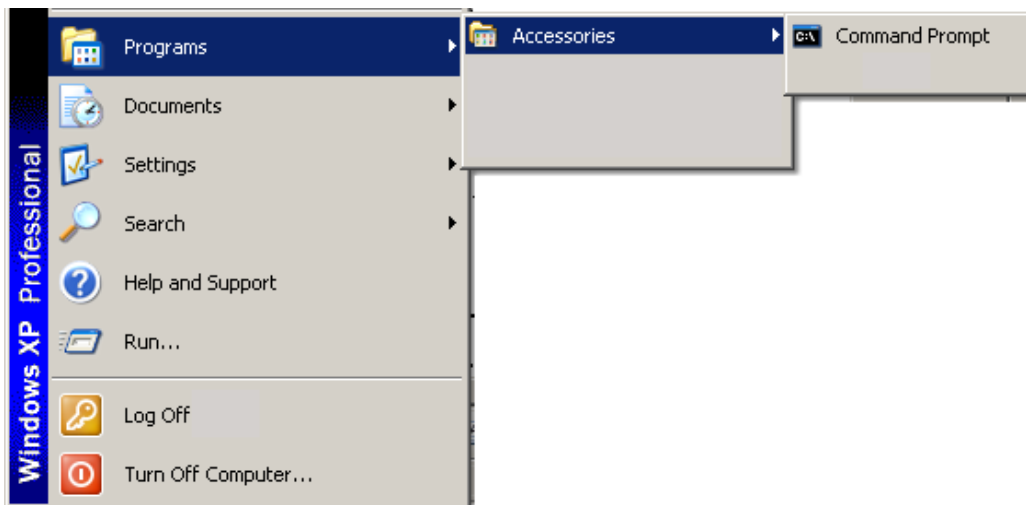 Programs
Accessories
C:\
Command Prompt
Documents
Settings
Search
Help and Support
Run...
Log Off
Turn Off Computer...
Windows XP Professional